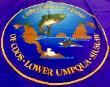 OF COOS • LOWER UMPQUA • SIUSLAW